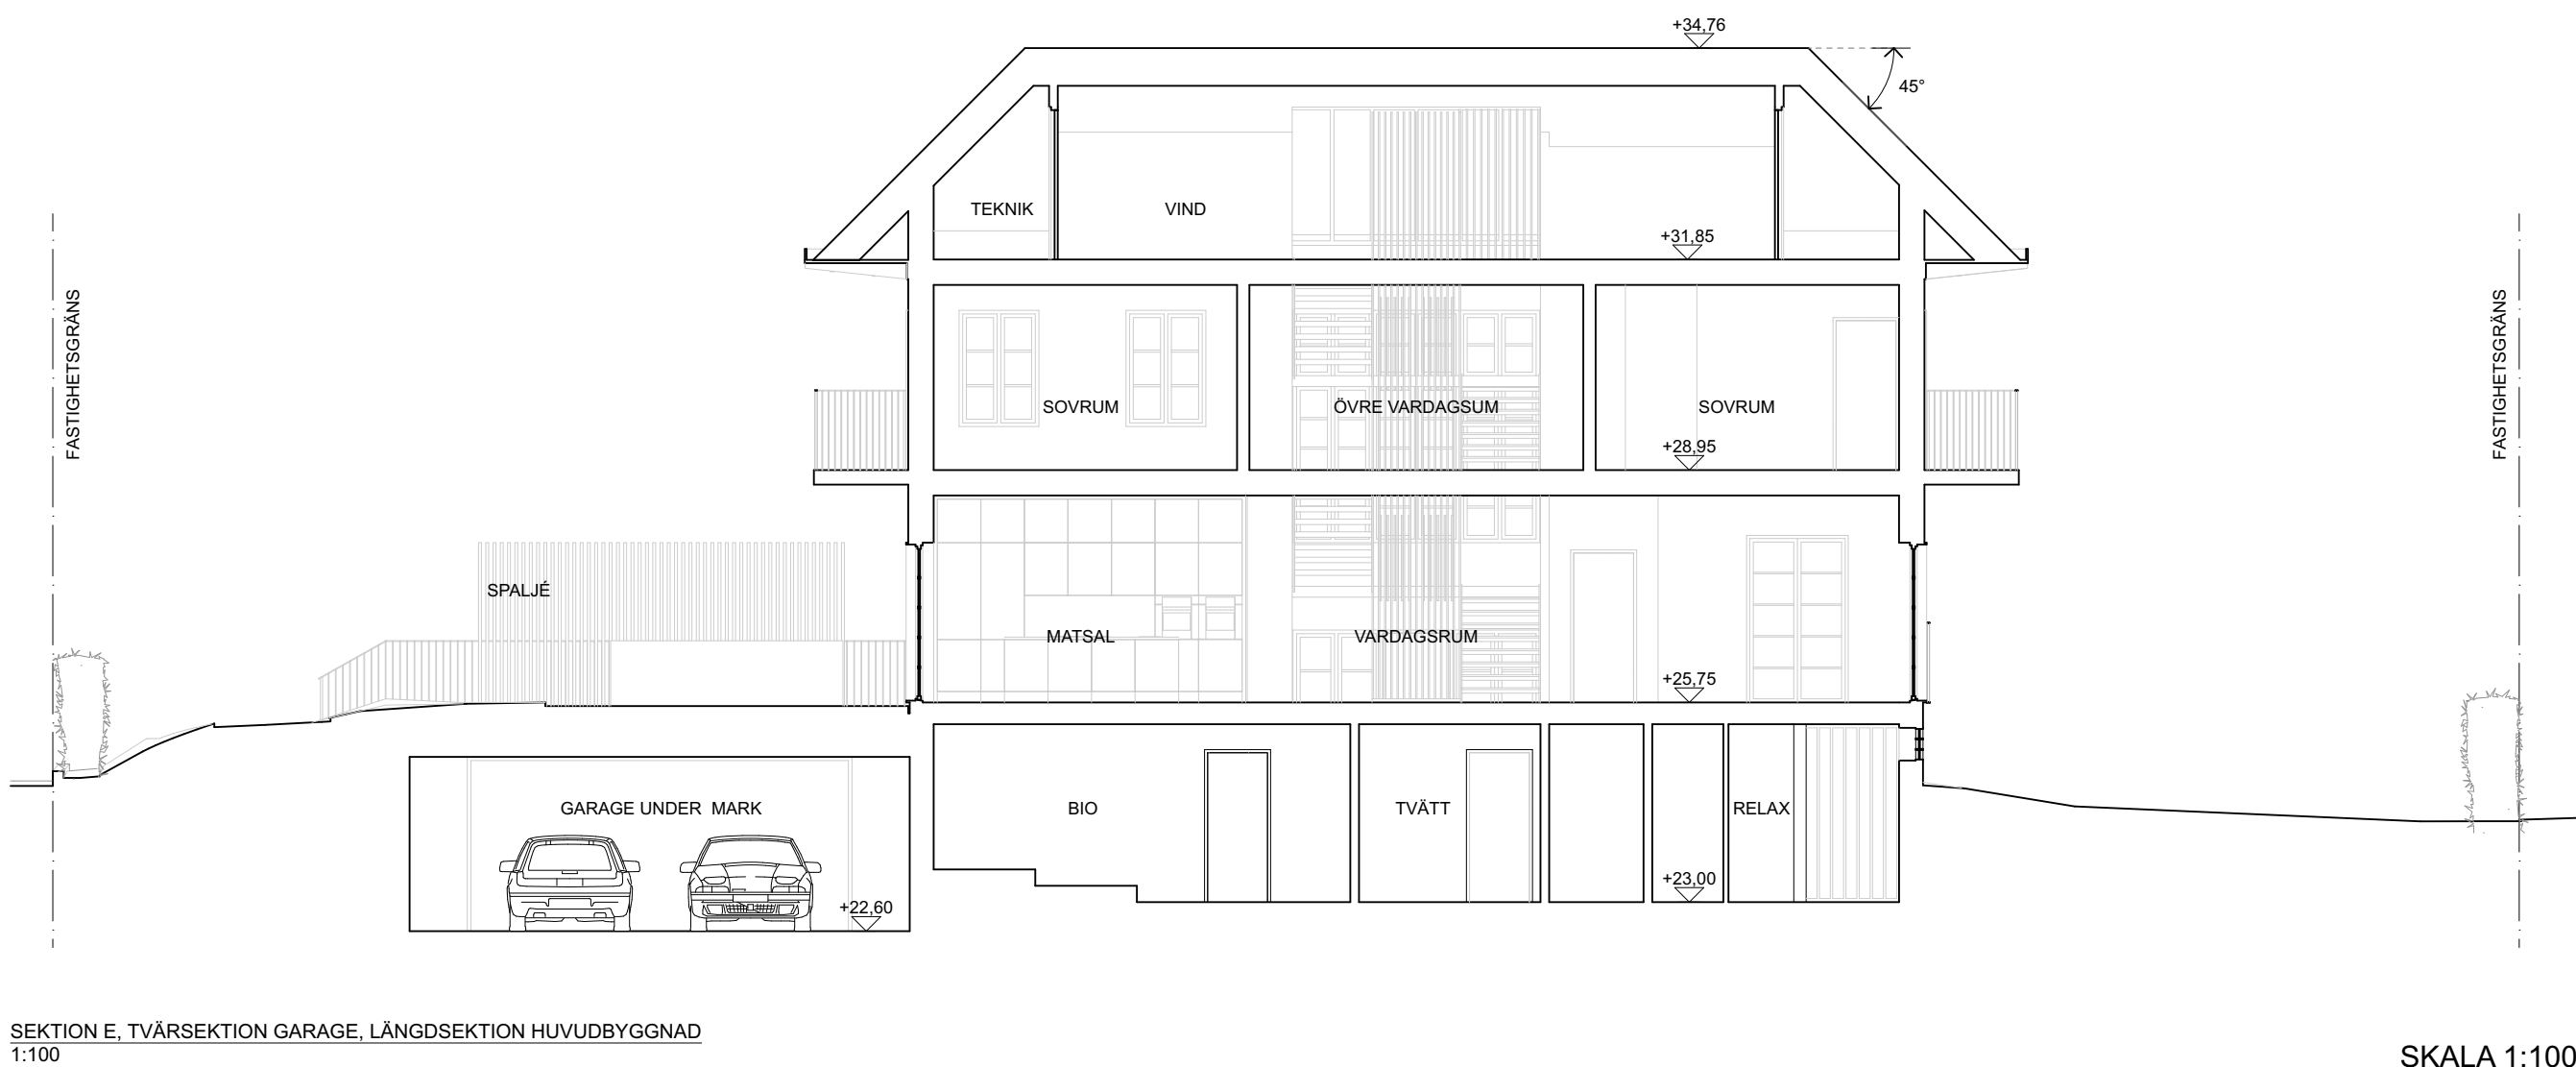 +34,76
45°
TEKNIK
VIND
+31,85
FASTIGHETSGRÄNS
FASTIGHETSGRÄNS
SOVRUM
ÖVRE VARDAGSUM
SOVRUM
+28,95
SPALJÉ
MATSAL
VARDAGSRUM
+25,75
GARAGE UNDER MARK
BIO
TVÄTT
RELAX
+22,60
+23,00
SEKTION E, TVÄRSEKTION GARAGE, LÄNGDSEKTION HUVUDBYGGNAD
1:100
SKALA 1:100